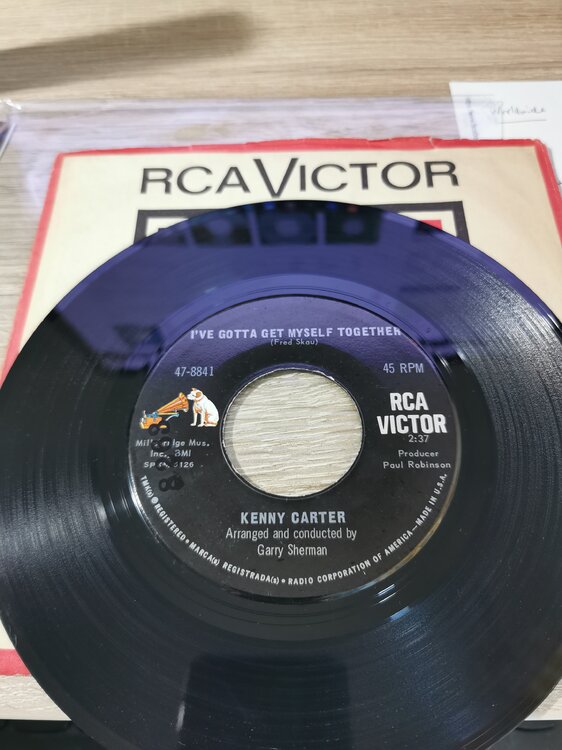 Worldwide
RCA VICTOR
I'VE GOTTA GET MYSELF TOGETHER
(Fred Skau)
47-8841
45 RPM
RCA
VICTOR
2:37
Mus.
Inc. BMI
Producer
Paul Robinson
KENNY CARTER
Arranged and conducted by
Garry Sherman
TMK(s) ® REGISTERED • MARCA(s) REGISTRADA(s) • RADIO CORPORATION OF AMERICA—MADE IN U.S.A.